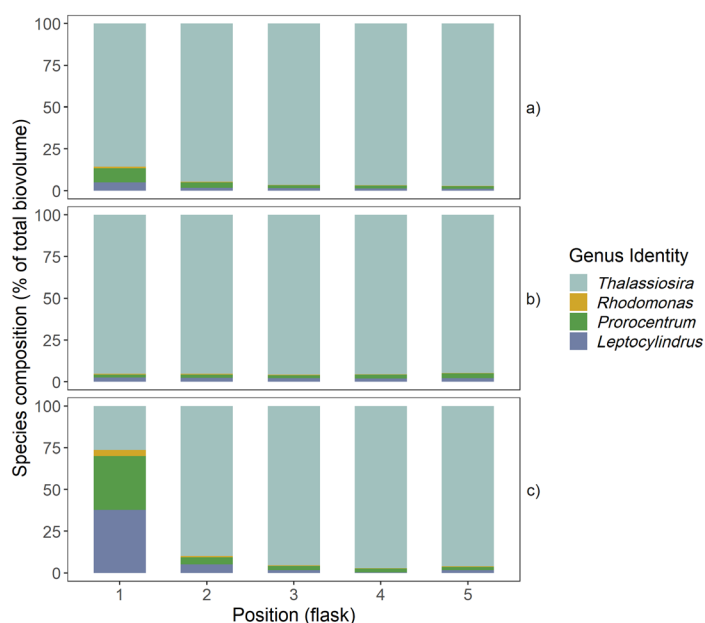 Species composition (% of total biovolume)
100
75
50
25
0
a)
100
75
50
25
0
b)
100
75
50
25
0
c)
1 2 3 4 5
Position (flask)
Genus Identity
Thalassiosira
Rhodomonas
Prorocentrum
Leptocylindrus